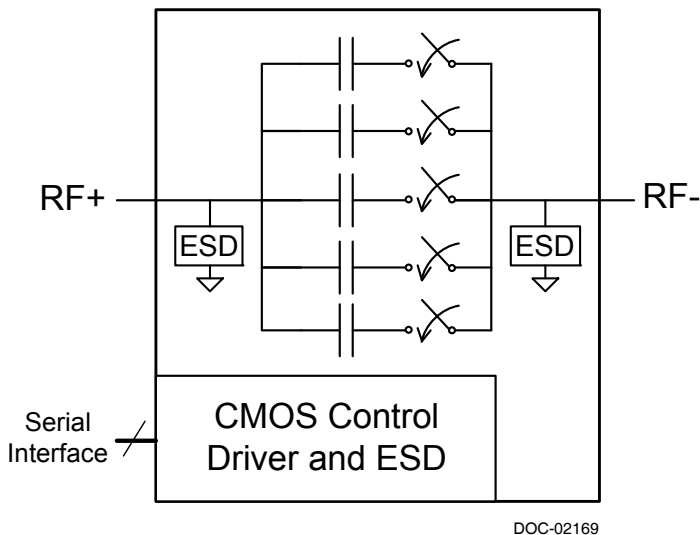 RF+
RF-
ESD
ESD
Serial
Interface
CMOS Control
Driver and ESD
DOC-02169